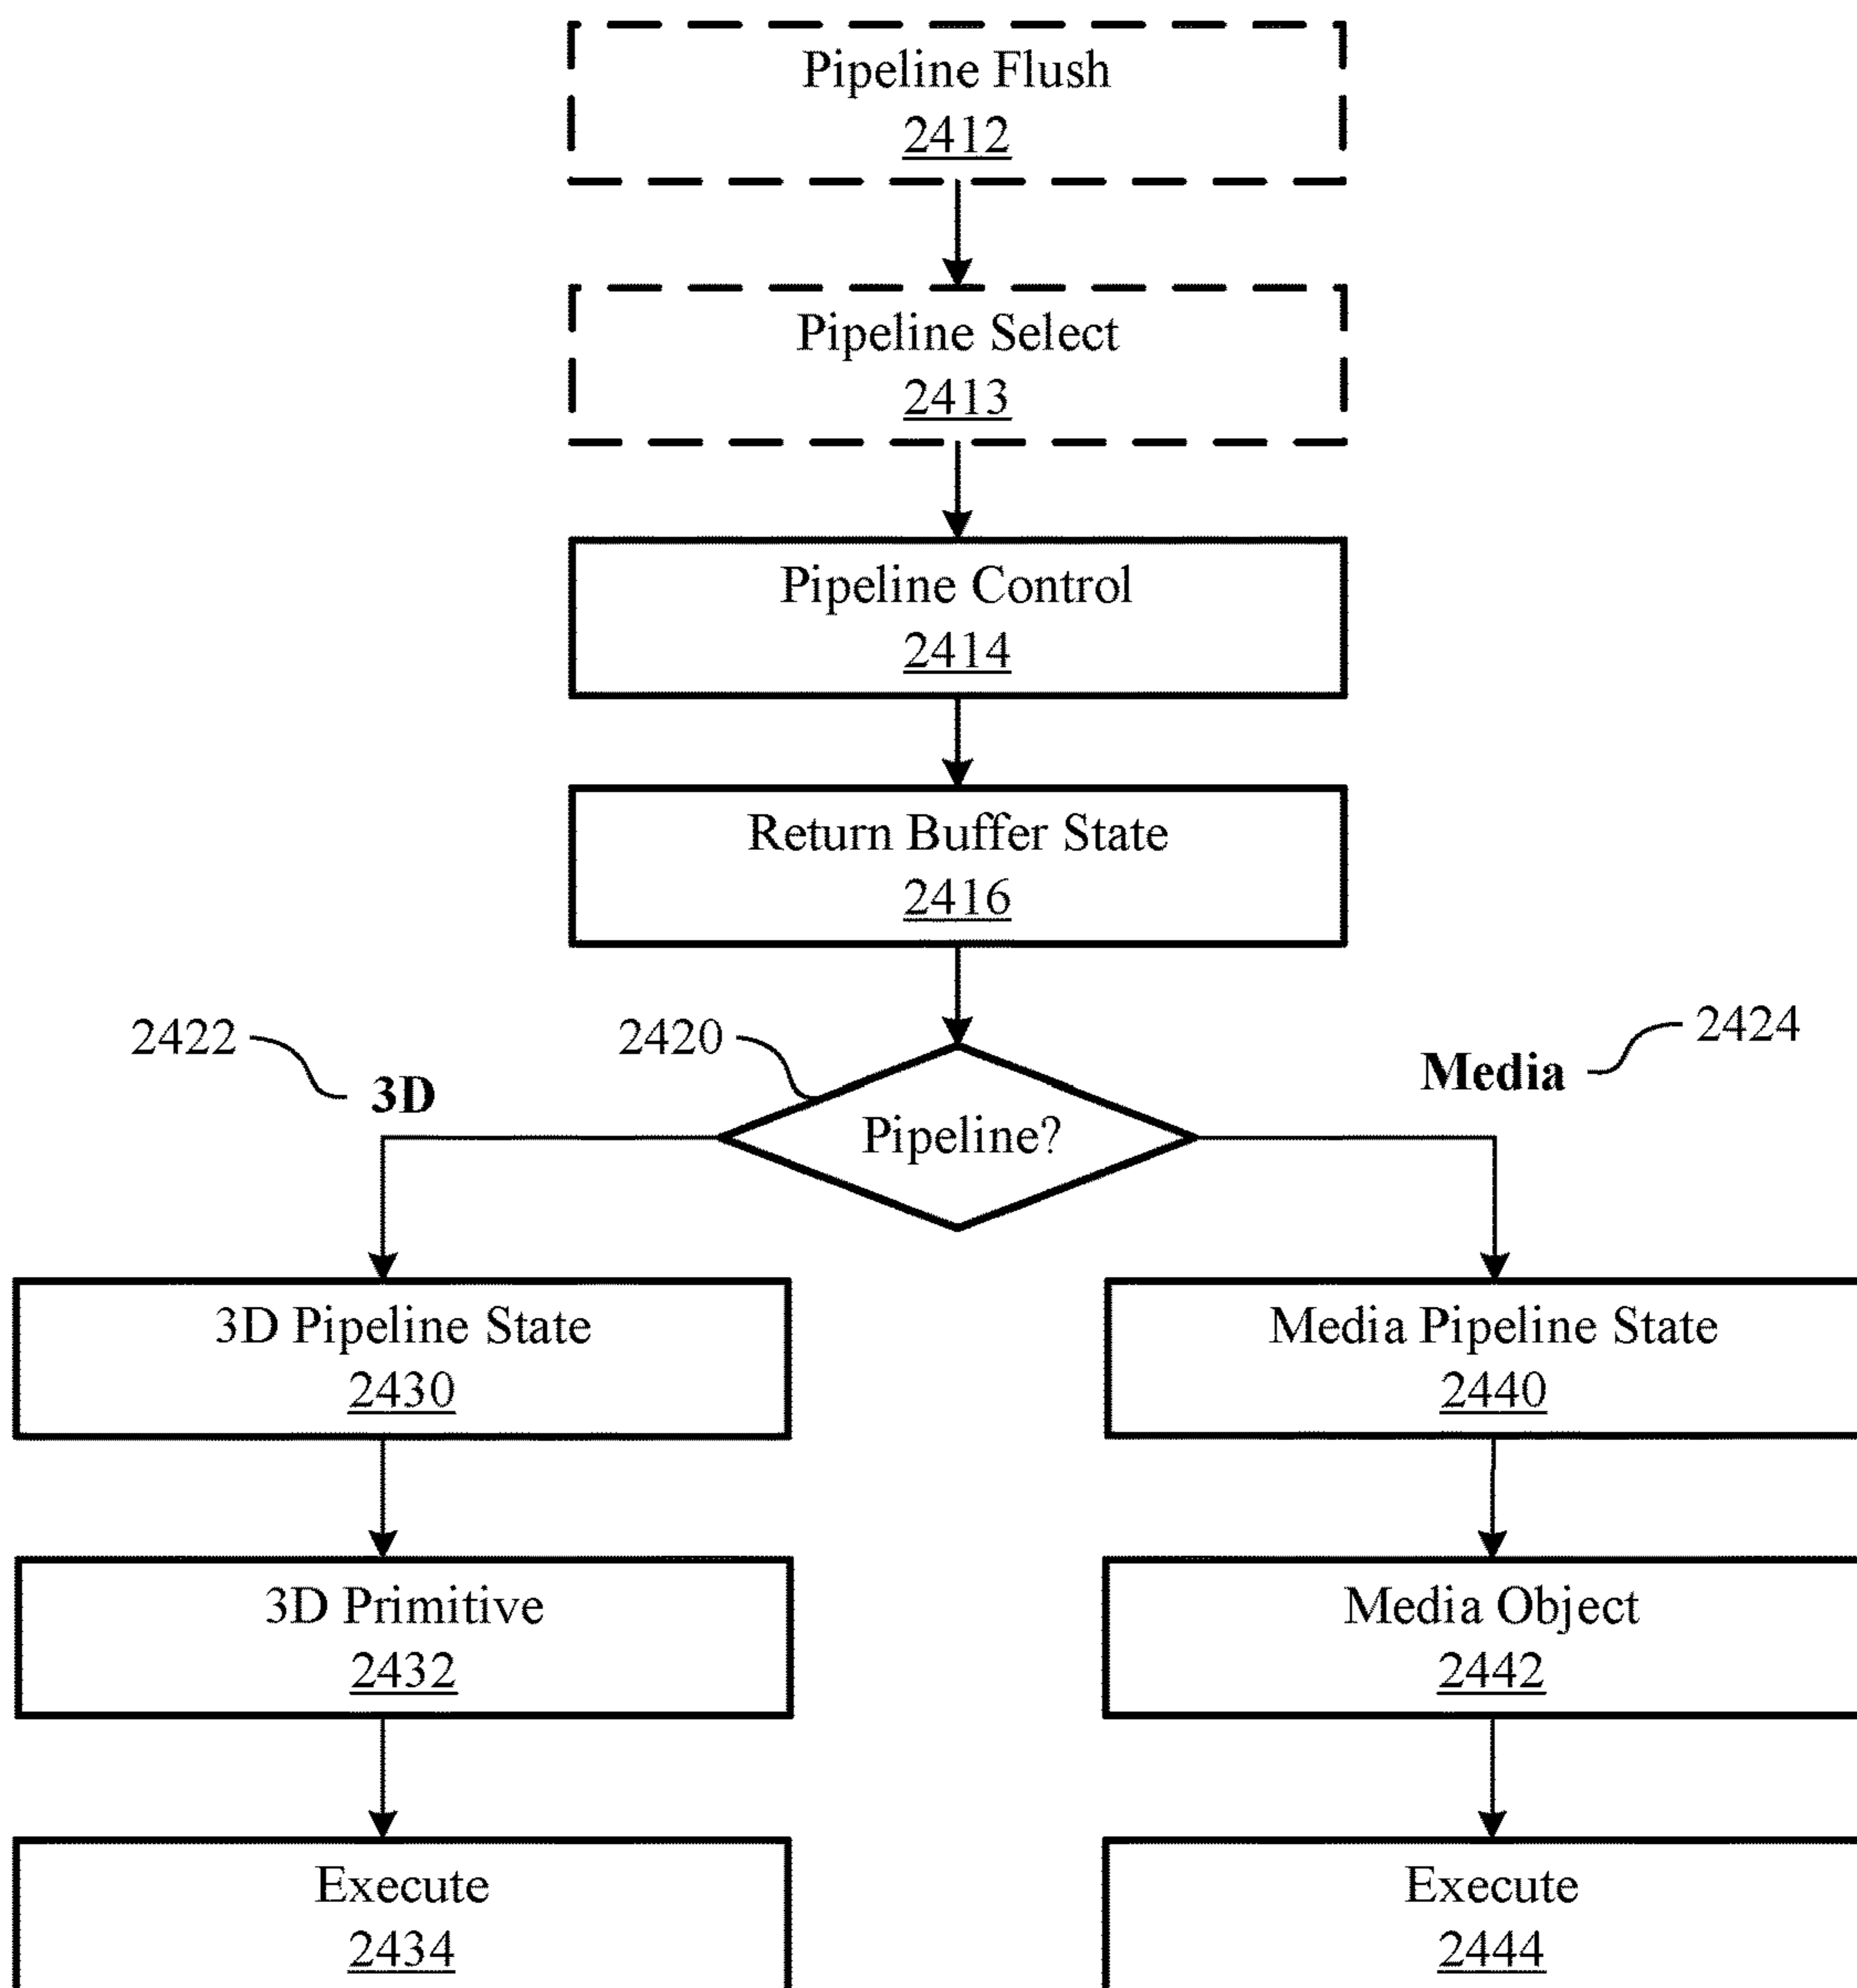 Pipeline Flush
2412
Pipeline Select
2413
Pipeline Control
2414
Return Buffer State
2416
2422
3D
2420
Pipeline?
Media
2424
3D Pipeline State
2430
Media Pipeline State
2440
3D Primitive
2432
Media Object
2442
Execute
2434
Execute
2444